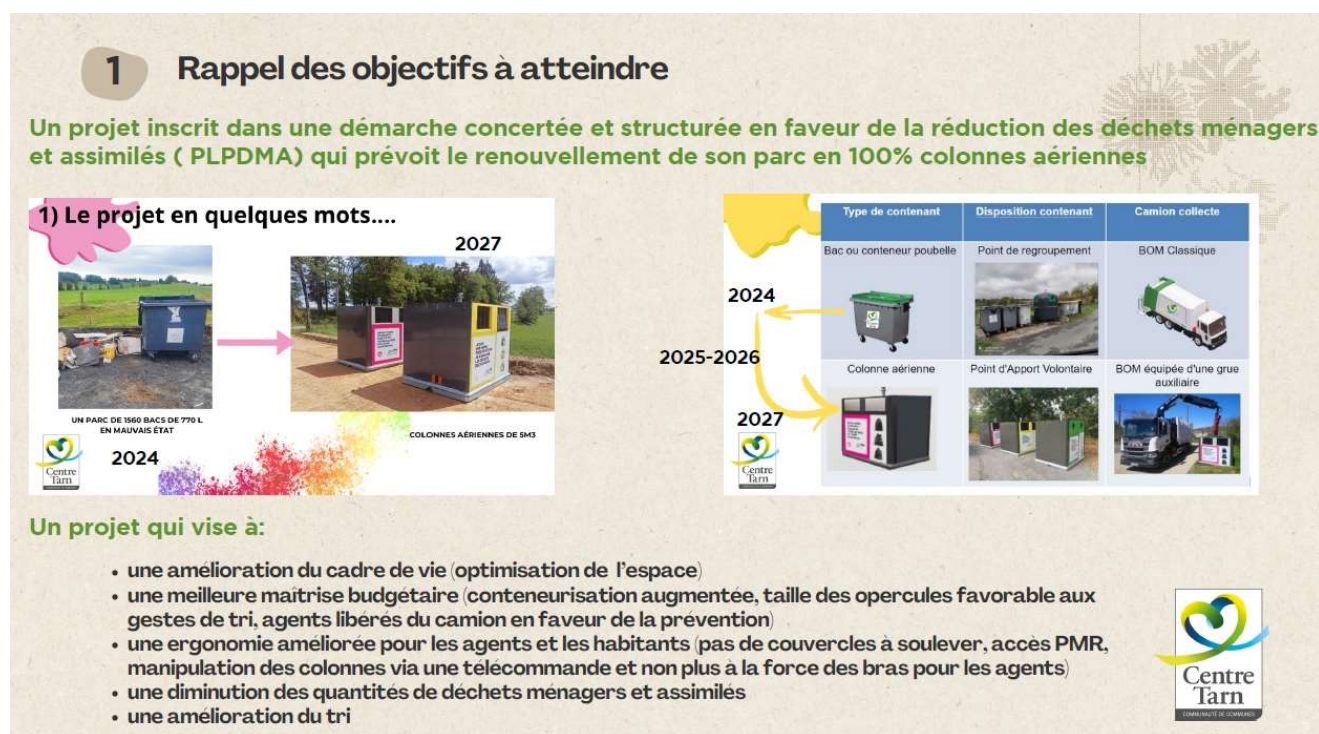 1 Rappel des objectifs à atteindre
Un projet inscrit dans une démarche concertée et structurée en faveur de la réduction des déchets ménagers
et assimilés ( PLPDMA) qui prévoit le renouvellement de son parc en 100% colonnes aériennes
1) Le projet en quelques mots....
2027
UN PARC DE 1560 BACS DE 770 L
EN MAUVAIS ÉTAT
COLONNES AÉRIENNES DE 5M3
2024
Centre
Tarn
Type de contenant Disposition contenant Camion collecte
Bac ou conteneur poubelle Point de regroupement BOM Classique
2024
2025-2026
Colonne aérienne Point d'Apport Volontaire BOM équipée d'une grue
auxiliaire
2027
Centre
Tarn
Un projet qui vise à:
• une amélioration du cadre de vie (optimisation de l'espace)
• une meilleure maîtrise budgétaire (conteneurisation augmentée, taille des opercules favorable aux
gestes de tri, agents libérés du camion en faveur de la prévention)
• une ergonomie améliorée pour les agents et les habitants (pas de couvercles à soulever, accès PMR,
manipulation des colonnes via une télécommande et non plus à la force des bras pour les agents)
• une diminution des quantités de déchets ménagers et assimilés
• une amélioration du tri
Centre
Tarn
COMMUNAUTÉ DE COMMUNES